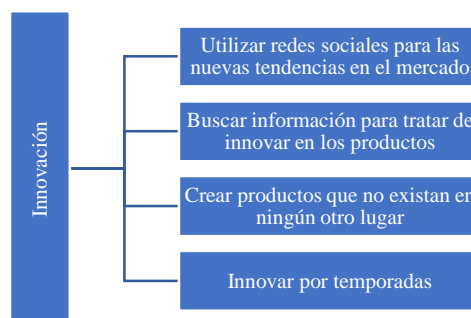 Innovación
Utilizar redes sociales para las
nuevas tendencias en el mercado
Buscar información para tratar de
innovar en los productos
Crear productos que no existan en
ningún otro lugar
Innovar por temporadas